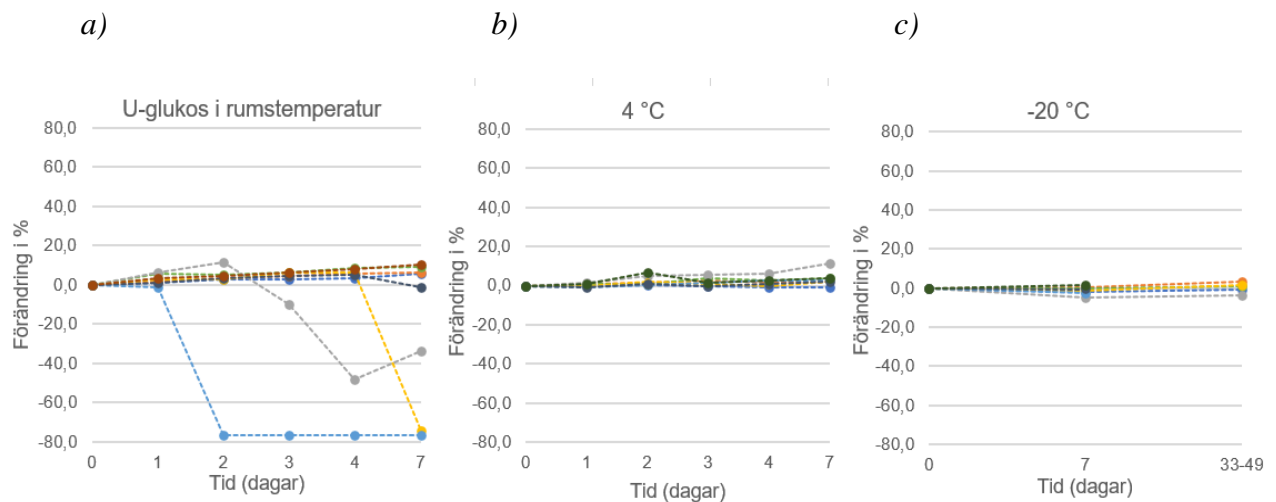 a) b) c)
U-glukos i rumstemperatur
Förändring i %
80,0
60,0
40,0
20,0
0,0
-20,0
-40,0
-60,0
-80,0
0 1 2 3 4 7
Tid (dagar)
4 °C
Förändring i %
80,0
60,0
40,0
20,0
0,0
-20,0
-40,0
-60,0
-80,0
0 1 2 3 4 7
Tid (dagar)
-20 °C
Förändring i %
80,0
60,0
40,0
20,0
0,0
-20,0
-40,0
-60,0
-80,0
0 7 33-49
Tid (dagar)